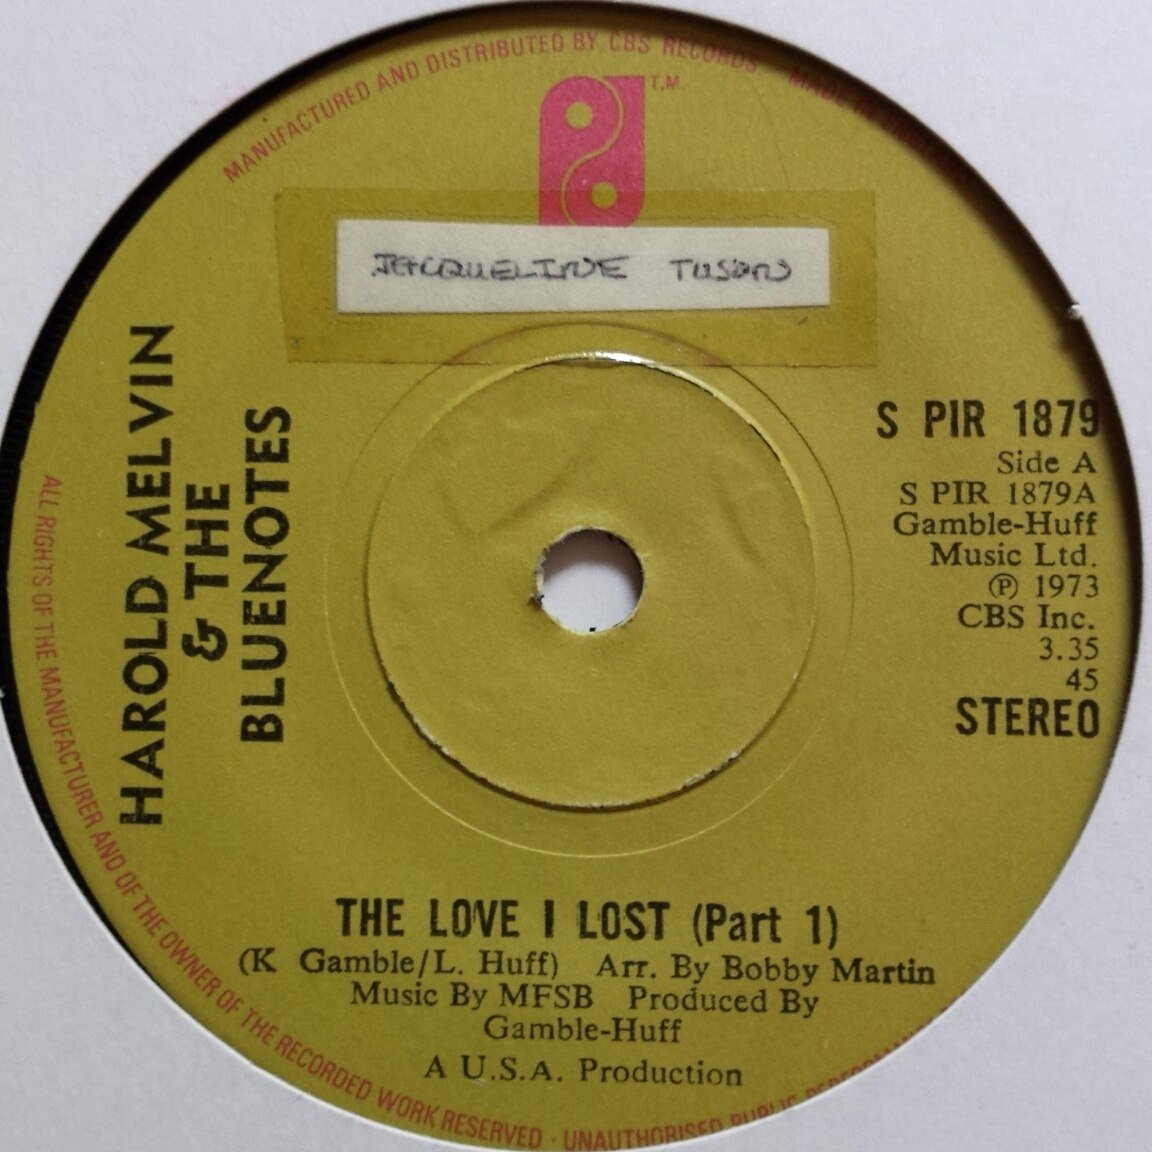 MANUFACTURED AND DISTRIBUTED BY CBS RECORDS MADE IN
T.M.
JACQUELINE
HAROLD MELVIN
& THE
BLUENOTES
S PIR 1879
Side A
S PIR 1879A
Gamble-Huff
Music Ltd.
℗ 1973
CBS Inc.
3.35
45
STEREO
THE LOVE I LOST (Part 1)
(K Gamble/L. Huff) Arr. By Bobby Martin
Music By MFSB Produced By
Gamble-Huff
A U.S.A. Production
ALL RIGHTS OF THE MANUFACTURER AND OF THE OWNER OF THE RECORDED WORK RESERVED · UNAUTHORISED PUBLIC